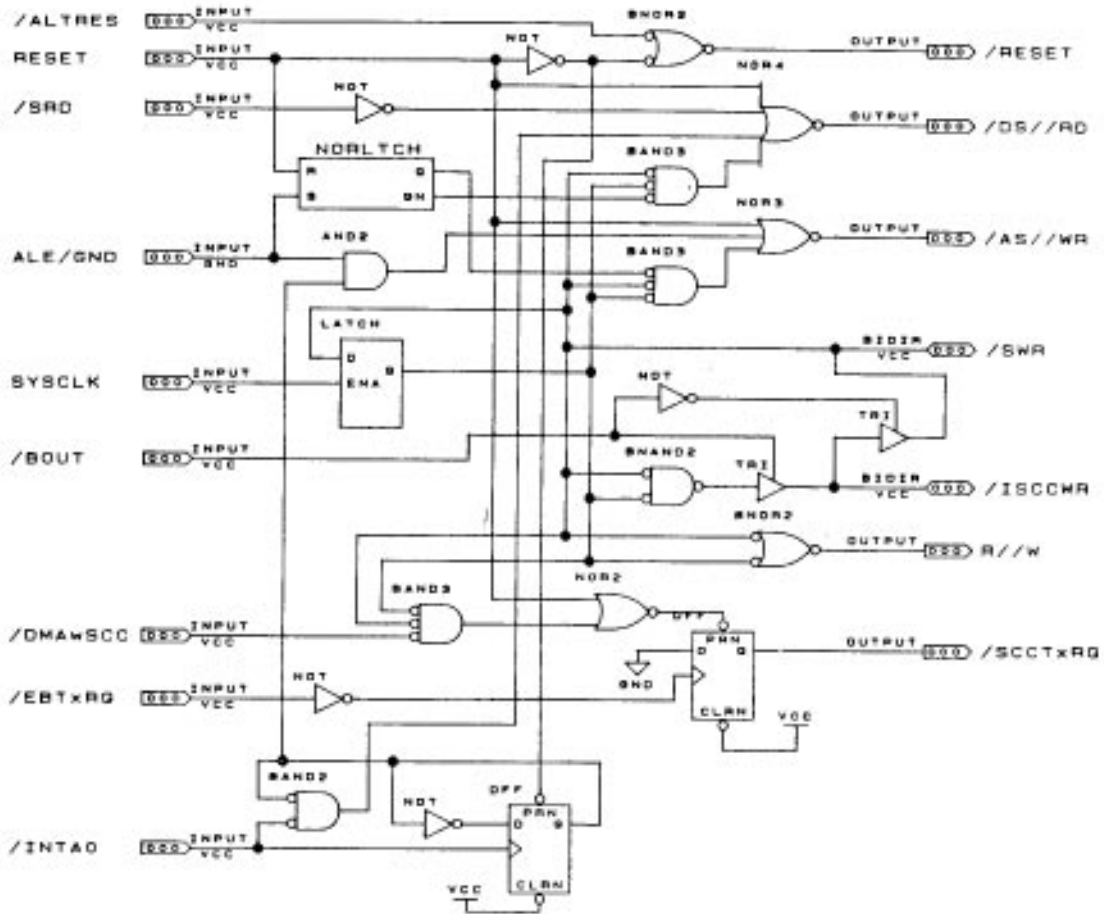 /ALTRES
INPUT
VCC
BNOR2
OUTPUT
/RESET
RESET
INPUT
VCC
NOT
NOR4
/SRD
INPUT
VCC
NOT
OUTPUT
/DS//RD
NORLTCH
R
Q
S
QN
BAND3
NOR3
ALE/GND
INPUT
GND
AND2
OUTPUT
/AS//WR
BAND3
LATCH
D
Q
ENA
BIDIR
VCC
/SWR
SYSCLK
INPUT
VCC
NOT
TRI
/BOUT
INPUT
VCC
BNAND2
TRI
BIDIR
VCC
/ISCCWR
BNOR2
OUTPUT
R//W
BAND3
NOR2
DFF
/DMAWSCC
INPUT
VCC
PRN
D
Q
OUTPUT
/SCCTxRQ
GND
CLRN
VCC
/EBTxRQ
INPUT
VCC
NOT
BAND2
NOT
DFF
PRN
D
Q
/INTA0
INPUT
VCC
CLRN
VCC